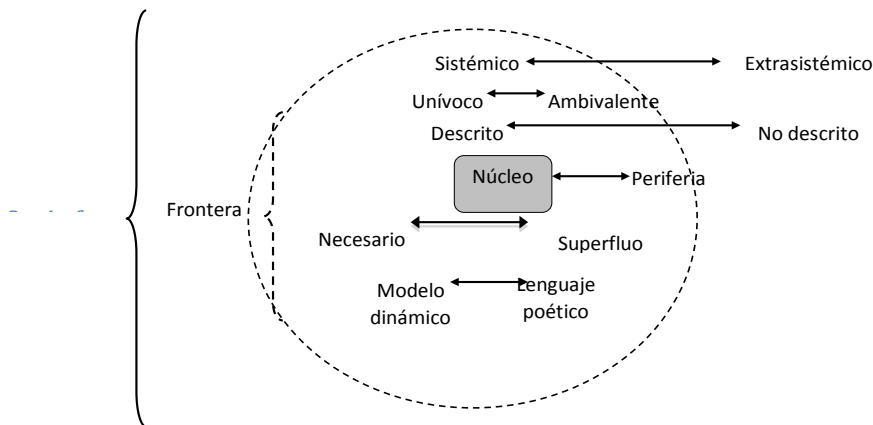 Sistémico Extrasistémico
Unívoco Ambivalente
Descrito No descrito
Núcleo Periferia
Frontera
Necesario Superfluo
Modelo Lenguaje
dinámico poético